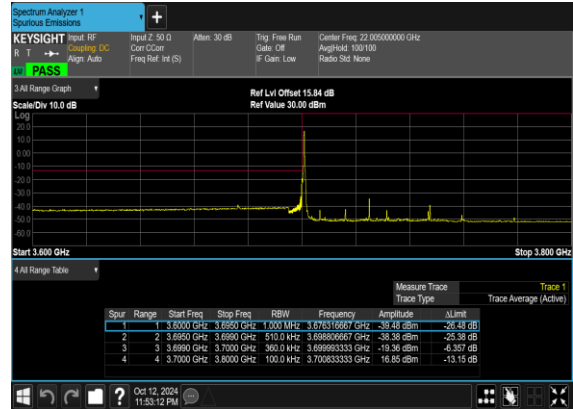 Spectrum Analyzer 1
Spurious Emissions
KEYSIGHT
R T
LXI PASS
Input: RF
Coupling: DC
Align: Auto
Input Z: 50 Ω
Corr CCorr
Freq Ref: Int (S)
Atten: 30 dB
Trig: Free Run
Gate: Off
IF Gain: Low
Center Freq: 22.005000000 GHz
Avg|Hold: 100/100
Radio Std: None
3 All Range Graph
Ref Lvl Offset 15.84 dB
Scale/Div 10.0 dB
Ref Value 30.00 dBm
Log
20.0
10.0
0.00
-10.0
-20.0
-30.0
-40.0
-50.0
-60.0
Start 3.600 GHz
Stop 3.800 GHz
4 All Range Table
Measure Trace Trace 1
Trace Type Trace Average (Active)
Spur Range Start Freq Stop Freq RBW Frequency Amplitude ΔLimit
1 1 3.6000 GHz 3.6950 GHz 1.000 MHz 3.676316667 GHz -39.48 dBm -26.48 dB
2 2 3.6950 GHz 3.6990 GHz 510.0 kHz 3.698806667 GHz -38.38 dBm -25.38 dB
3 3 3.6990 GHz 3.7000 GHz 360.0 kHz 3.699993333 GHz -19.36 dBm -6.357 dB
4 4 3.7000 GHz 3.8000 GHz 100.0 kHz 3.700833333 GHz 16.85 dBm -13.15 dB
?
Oct 12, 2024
11:53:12 PM